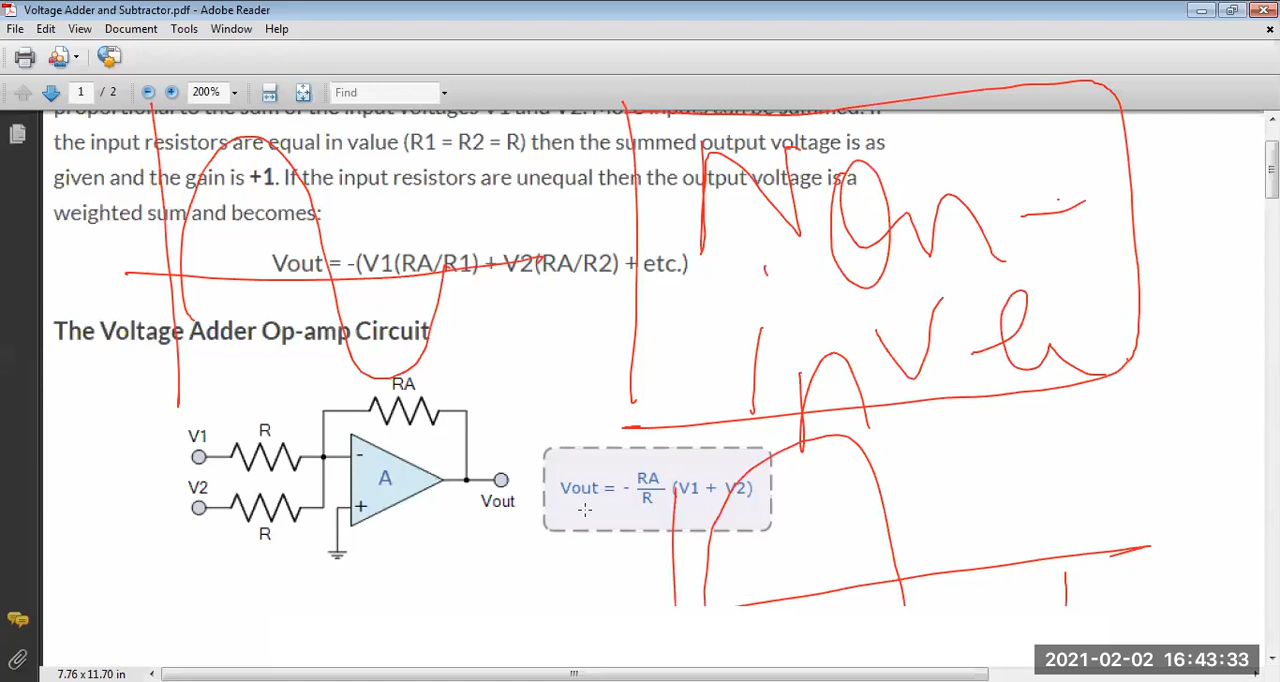 Voltage Adder and Subtractor.pdf - Adobe Reader
File Edit View Document Tools Window Help
1 / 2 200% Find
the input resistors are equal in value (R1 = R2 = R) then the summed output voltage is as
given and the gain is +1. If the input resistors are unequal then the output voltage is a
weighted sum and becomes:
Vout = -(V1(RA/R1) + V2(RA/R2) + etc.)
Non-
inve
The Voltage Adder Op-amp Circuit
RA
V1 R
-
A
V2
+
R
Vout
Vout = - RA/R (V1 + V2)
7.76 x 11.70 in
2021-02-02 16:43:33